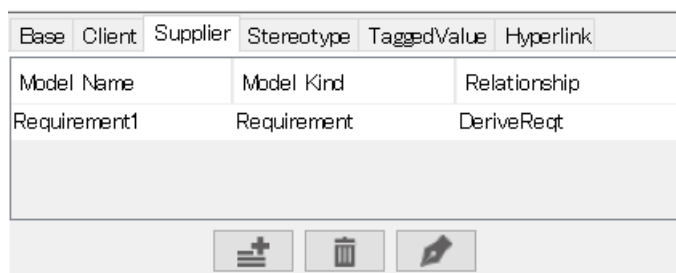 Base Client Supplier Stereotype TaggedValue Hyperlink
Model Name Model Kind Relationship
Requirement1 Requirement DeriveReqt